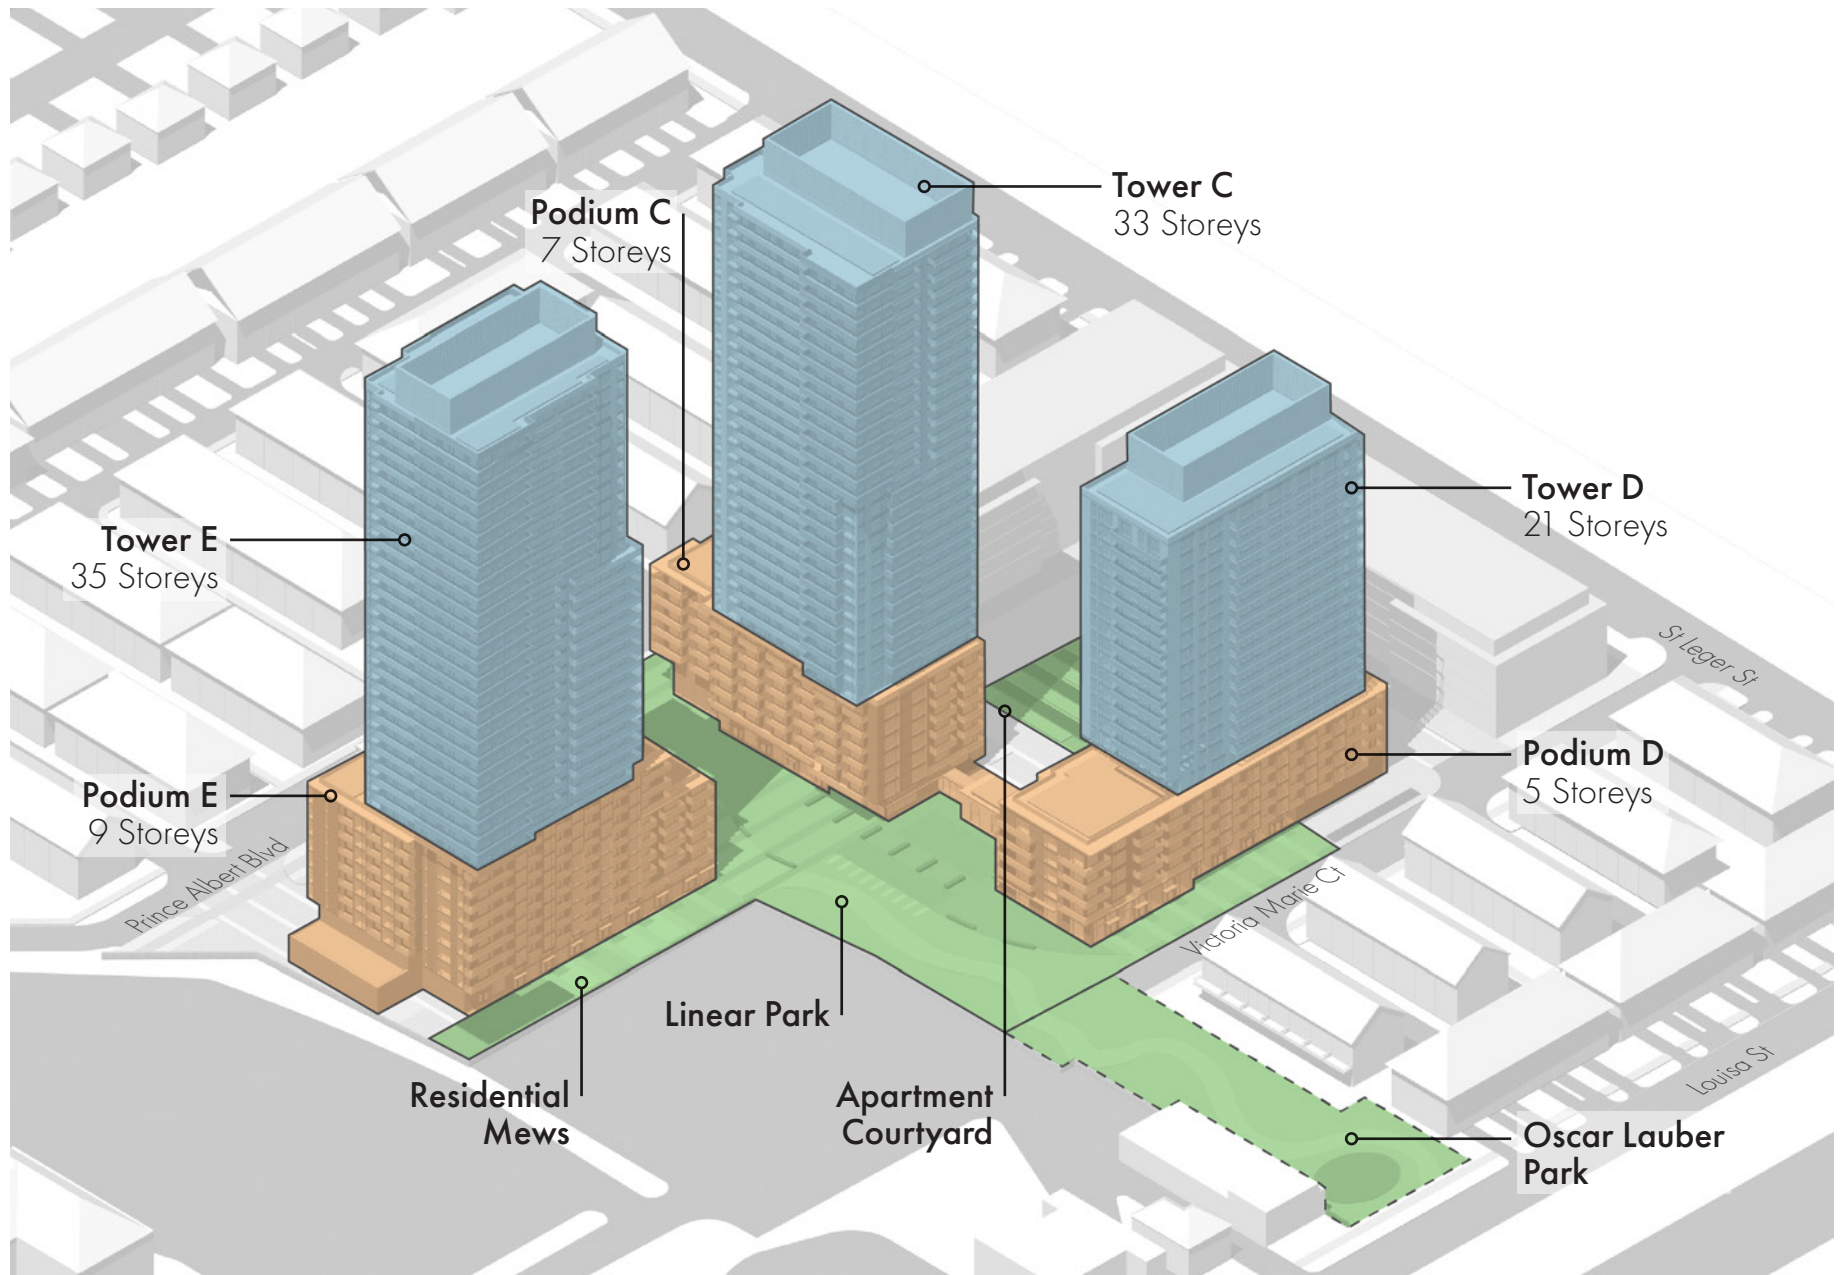 Tower C
33 Storeys
Podium C
7 Storeys
Tower D
21 Storeys
Tower E
35 Storeys
St Leger St
Podium D
5 Storeys
Podium E
9 Storeys
Prince Albert Blvd
Victoria Marie Ct
Linear Park
Louisa St
Residential
Mews
Apartment
Courtyard
Oscar Lauber
Park